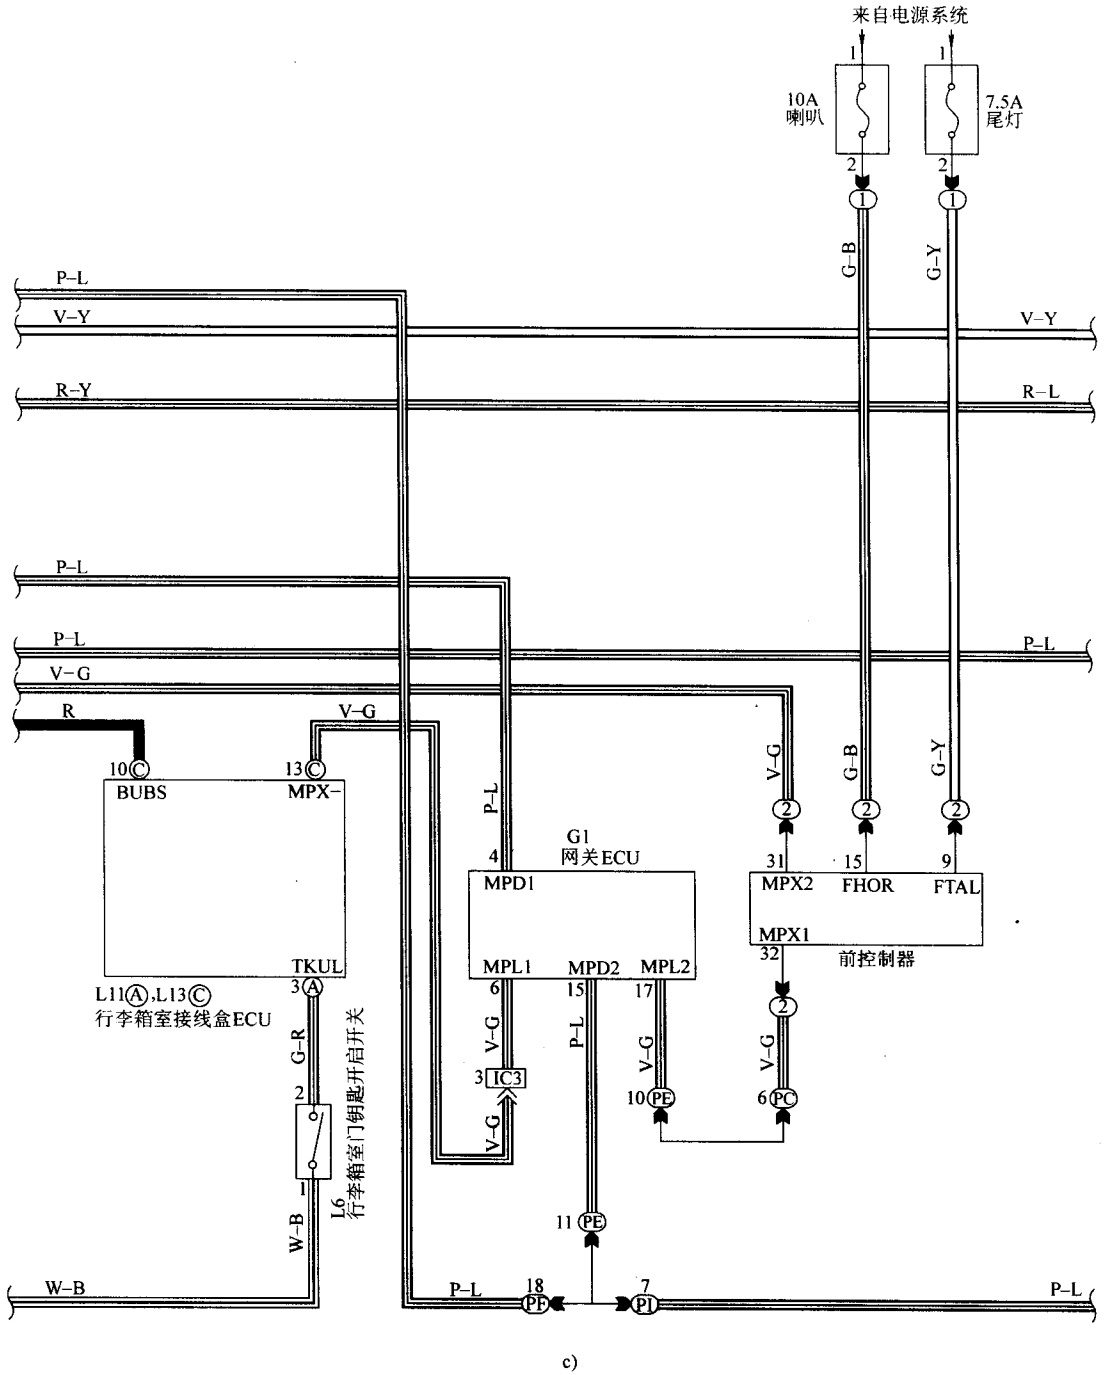 来自电源系统
1
1
10A
喇叭
7.5A
尾灯
2
2
1
1
G-B
G-Y
P-L
V-Y
V-Y
R-Y
R-L
P-L
P-L
P-L
V-G
R
V-G
V-G
G-B
G-Y
10 C
13 C
BUBS
MPX-
P-L
2
2
2
G1
网关ECU
4
31
15
9
MPD1
MPX2
FHOR
FTAL
MPX1
32
前控制器
TKUL
3 A
MPL1
MPD2
MPL2
6
15
17
L11Ⓐ,L13Ⓒ
行李箱室接线盒ECU
G-R
V-G
P-L
V-G
2
V-G
3 IC3
10 PE
6 PC
2
1
V-G
L6
行李箱室门钥匙开启开关
W-B
11 PE
W-B
P-L
18
PF
7
PI
P-L
c)